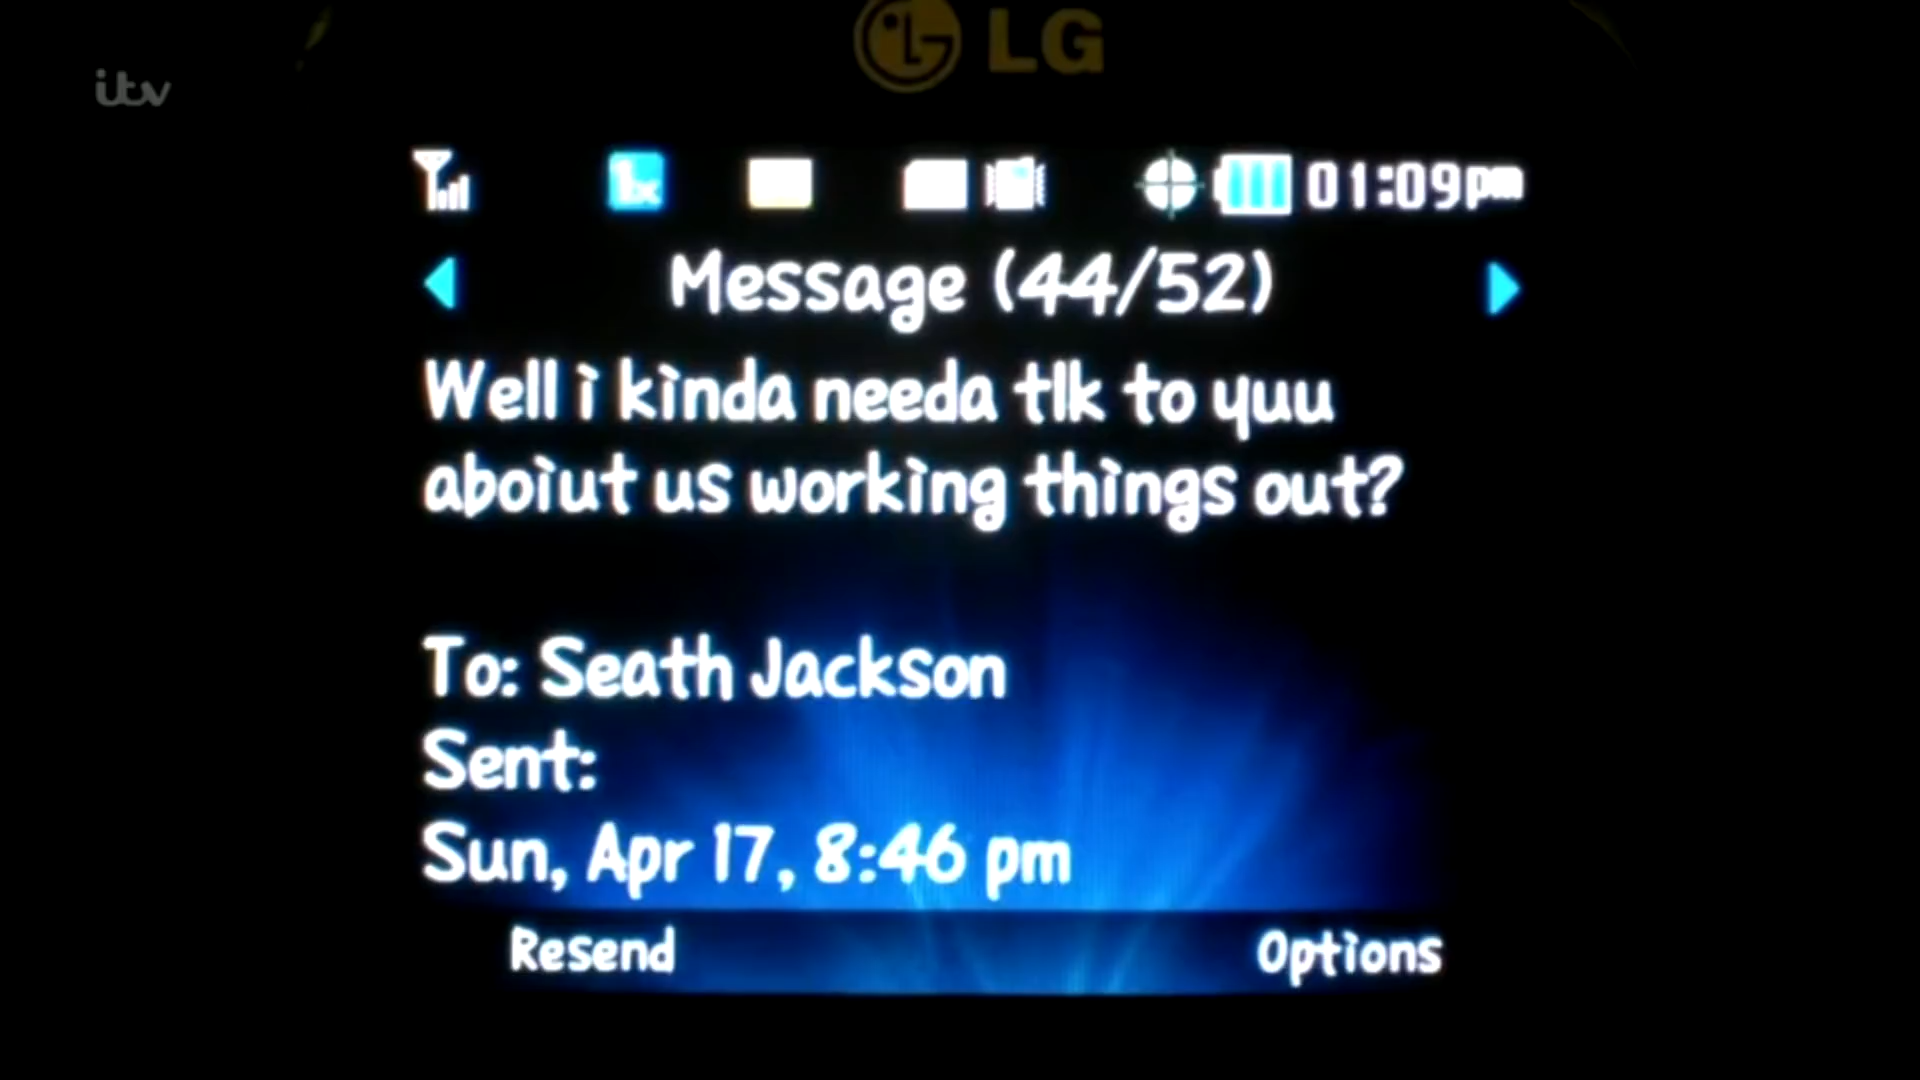 itv
LG
1x
01:09pm
Message (44/52)
Well i kinda needa tlk to yuu
aboiut us working things out?
To: Seath Jackson
Sent:
Sun, Apr 17, 8:46 pm
Resend
Options